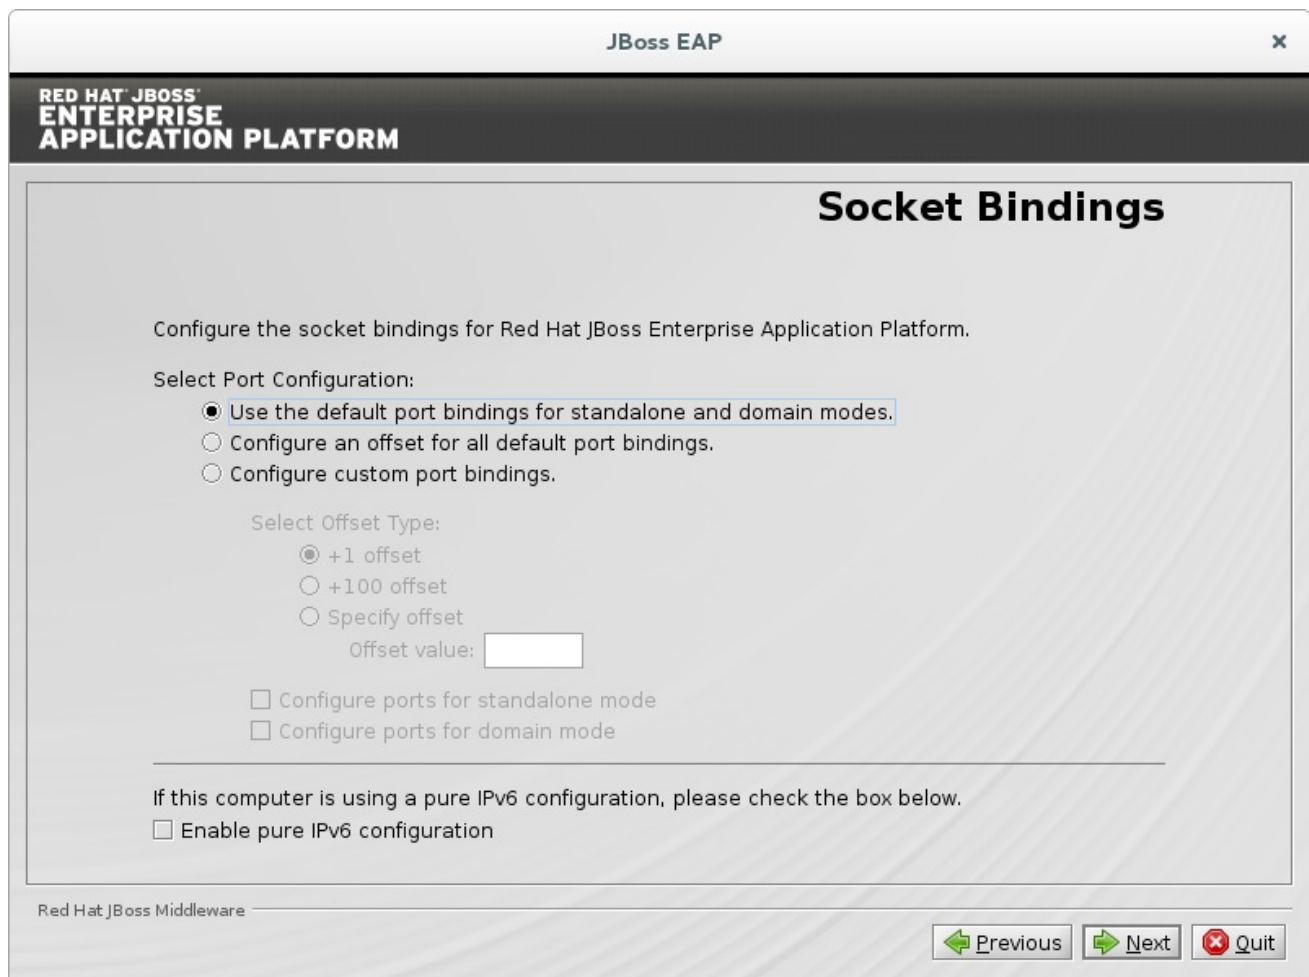 JBoss EAP
×
RED HAT JBOSS
ENTERPRISE
APPLICATION PLATFORM
Socket Bindings
Configure the socket bindings for Red Hat JBoss Enterprise Application Platform.
Select Port Configuration:
Use the default port bindings for standalone and domain modes.
Configure an offset for all default port bindings.
Configure custom port bindings.
Select Offset Type:
+1 offset
+100 offset
Specify offset
Offset value:
Configure ports for standalone mode
Configure ports for domain mode
If this computer is using a pure IPv6 configuration, please check the box below.
Enable pure IPv6 configuration
Red Hat JBoss Middleware
Previous Next Quit